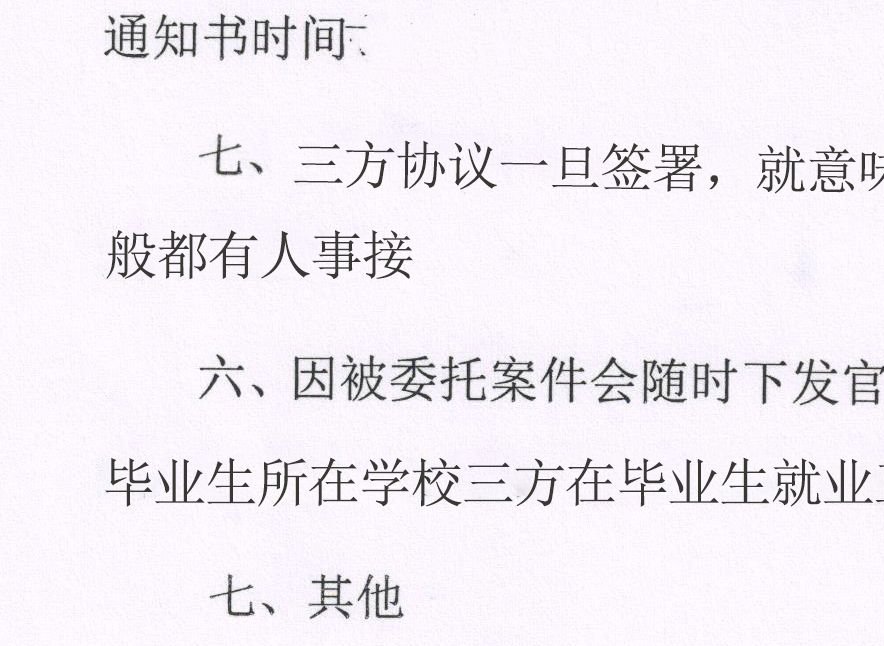 通知书时间
七、三方协议一旦签署，就意味
般都有人事接
六、因被委托案件会随时下发官
毕业生所在学校三方在毕业生就业
七、其他